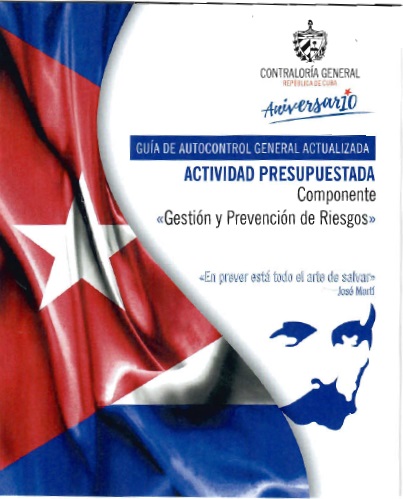 CONTRALORÍA GENERAL
REPÚBLICA DE CUBA
Aniversario 10
GUÍA DE AUTOCONTROL GENERAL ACTUALIZADA
ACTIVIDAD PRESUPUESTADA
Componente
«Gestión y Prevención de Riesgos»
«En prever está todo el arte de salvar»
José Martí